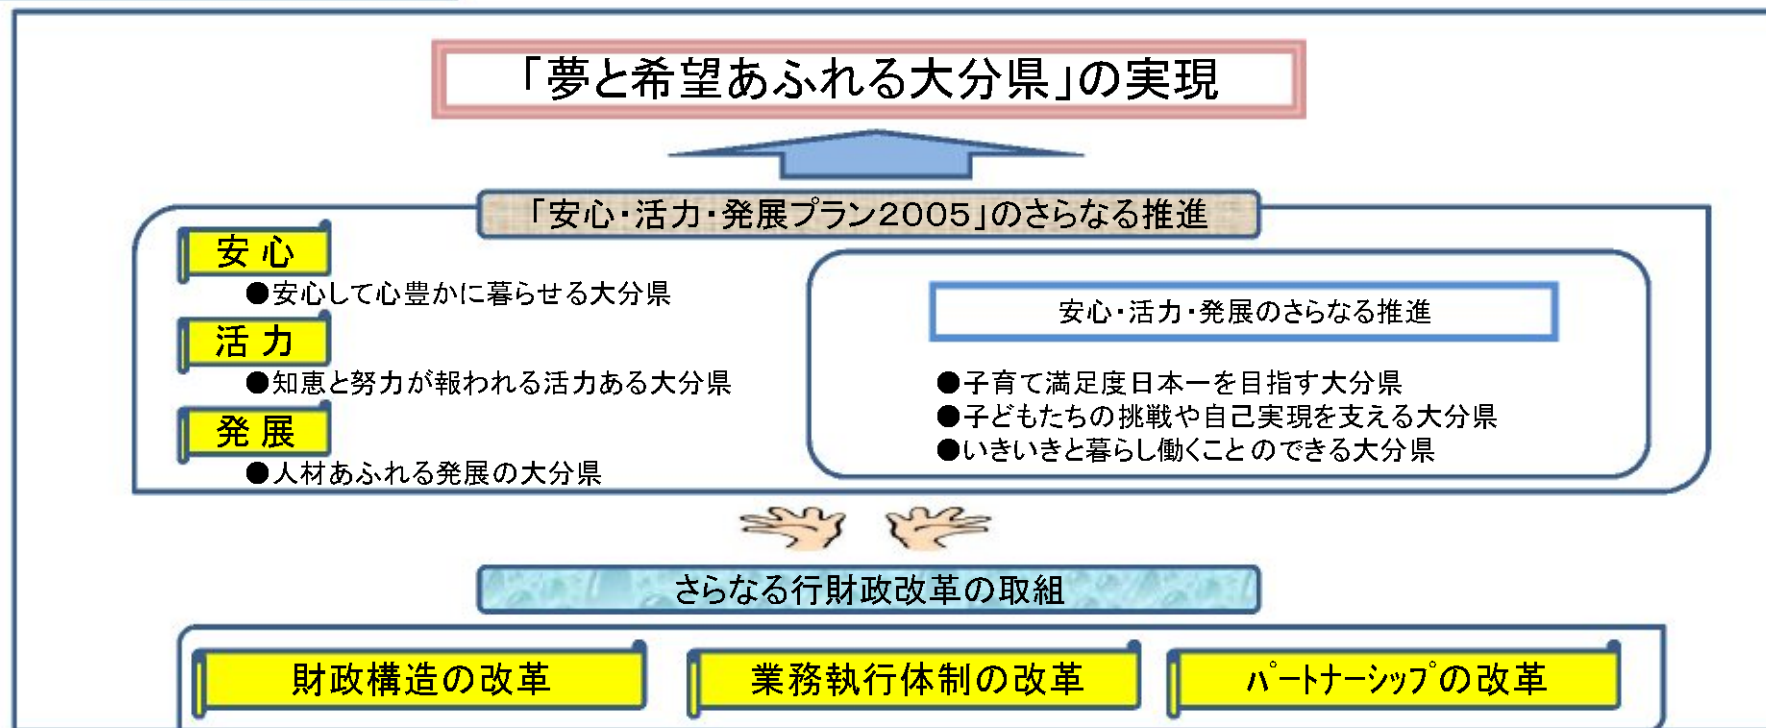 「夢と希望あふれる大分県」の実現
「安心・活力・発展プラン2005」のさらなる推進
安 心
●安心して心豊かに暮らせる大分県
活 力
●知恵と努力が報われる活力ある大分県
発 展
●人材あふれる発展の大分県
安心・活力・発展のさらなる推進
●子育て満足度日本一を目指す大分県
●子どもたちの挑戦や自己実現を支える大分県
●いきいきと暮らし働くことのできる大分県
さらなる行財政改革の取組
財政構造の改革
業務執行体制の改革
パートナーシップの改革